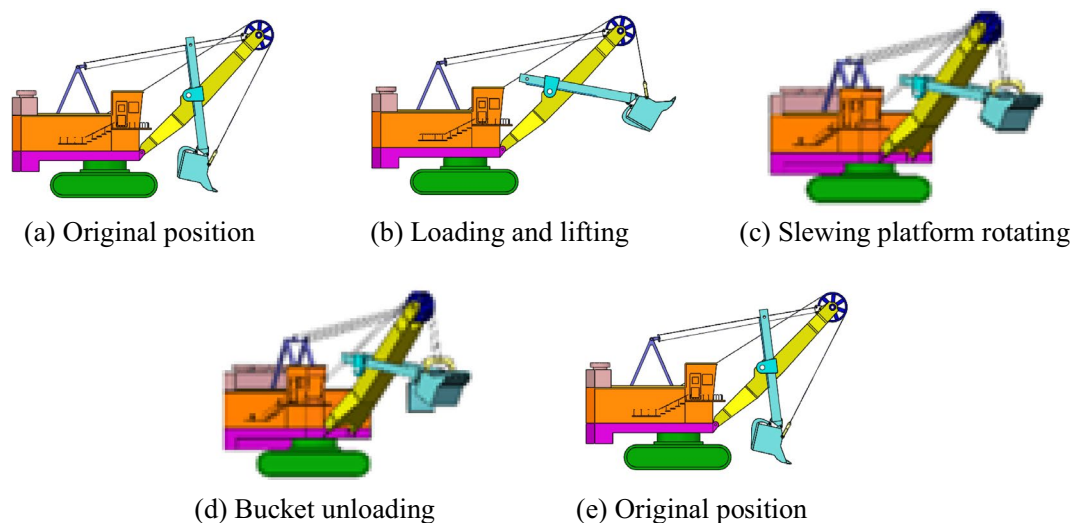 (a) Original position
(b) Loading and lifting
(c) Slewing platform rotating
(d) Bucket unloading
(e) Original position